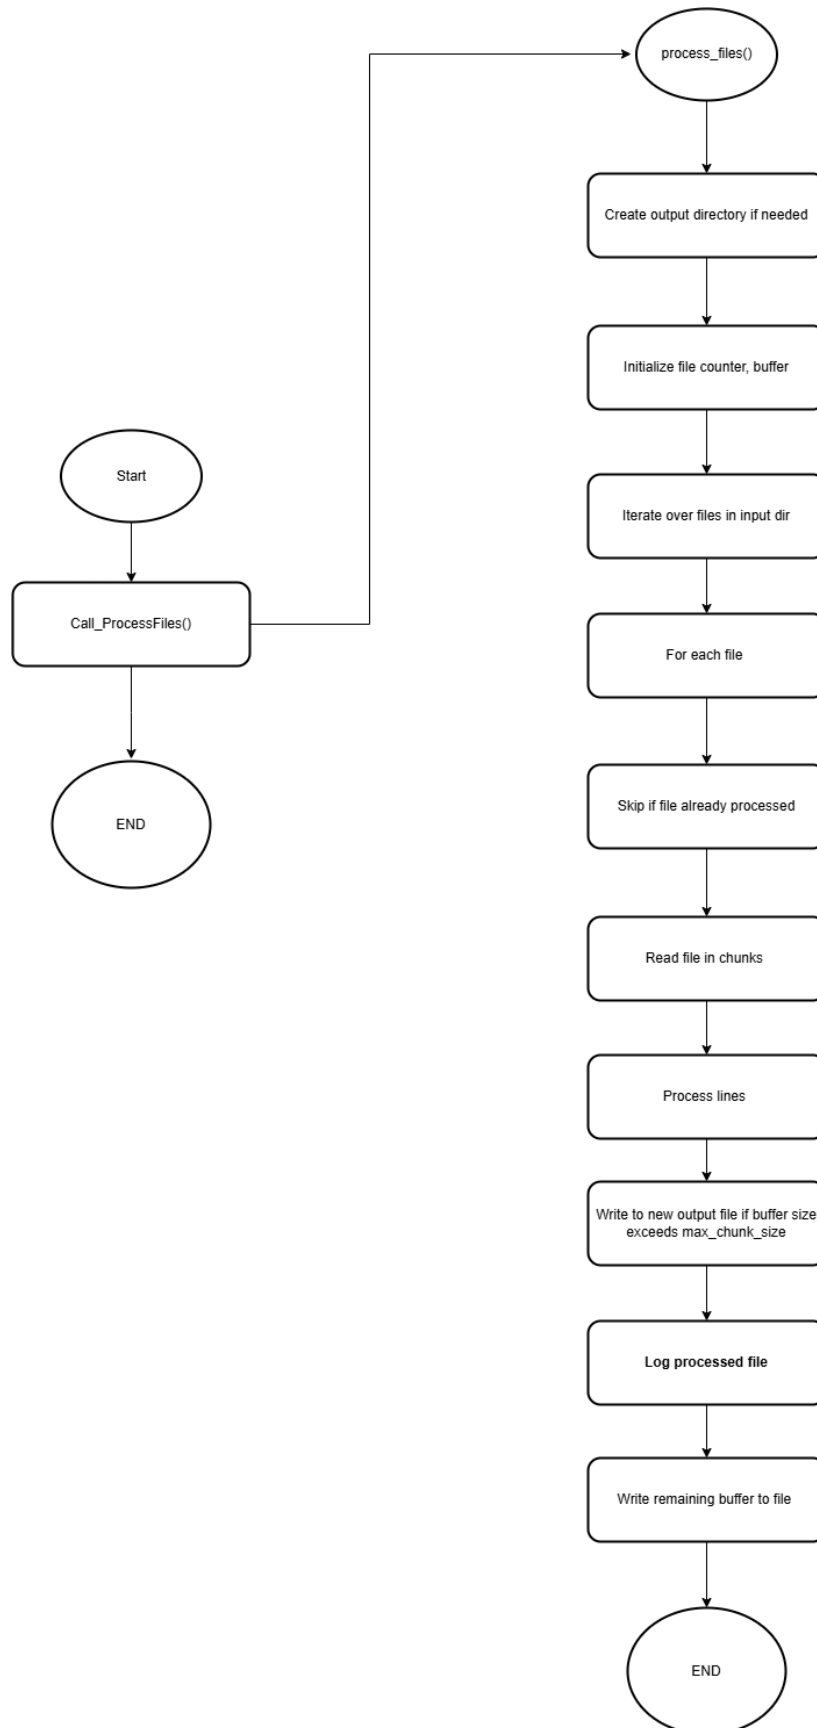 process_files()
Create output directory if needed
Initialize file counter, buffer
Start
Iterate over files in input dir
Call_ProcessFiles()
For each file
Skip if file already processed
END
Read file in chunks
Process lines
Write to new output file if buffer size
exceeds max_chunk_size
Log processed file
Write remaining buffer to file
END